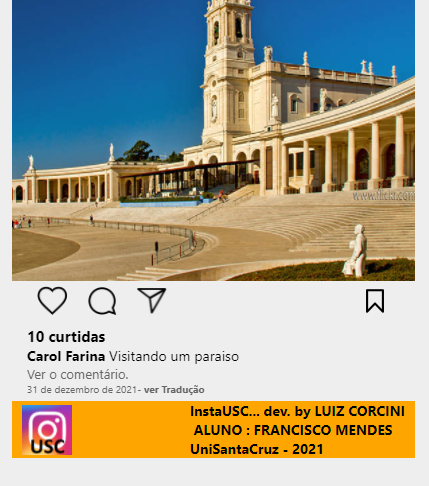 www.flickr.com
10 curtidas
Carol Farina Visitando um paraiso
Ver o comentário.
31 de dezembro de 2021- ver Tradução
InstaUSC... dev. by LUIZ CORCINI
ALUNO : FRANCISCO MENDES
USC
UniSantaCruz - 2021